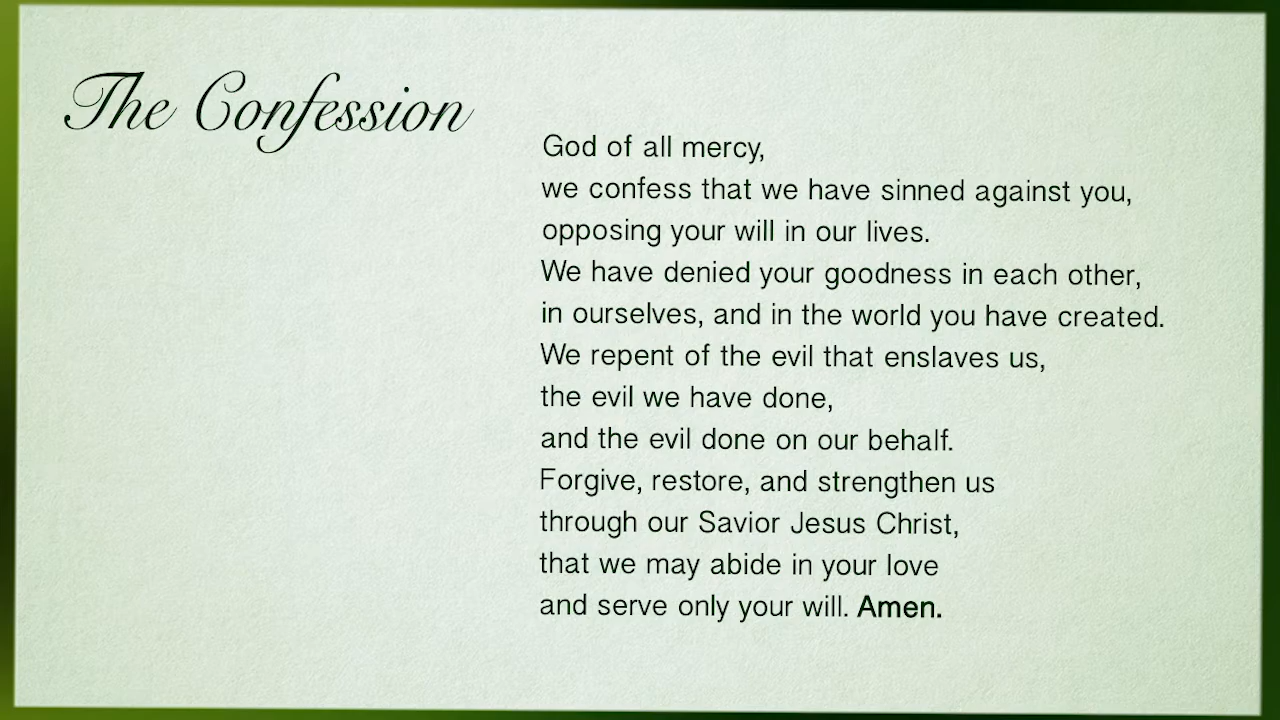 The Confession
God of all mercy,
we confess that we have sinned against you,
opposing your will in our lives.
We have denied your goodness in each other,
in ourselves, and in the world you have created.
We repent of the evil that enslaves us,
the evil we have done,
and the evil done on our behalf.
Forgive, restore, and strengthen us
through our Savior Jesus Christ,
that we may abide in your love
and serve only your will. Amen.